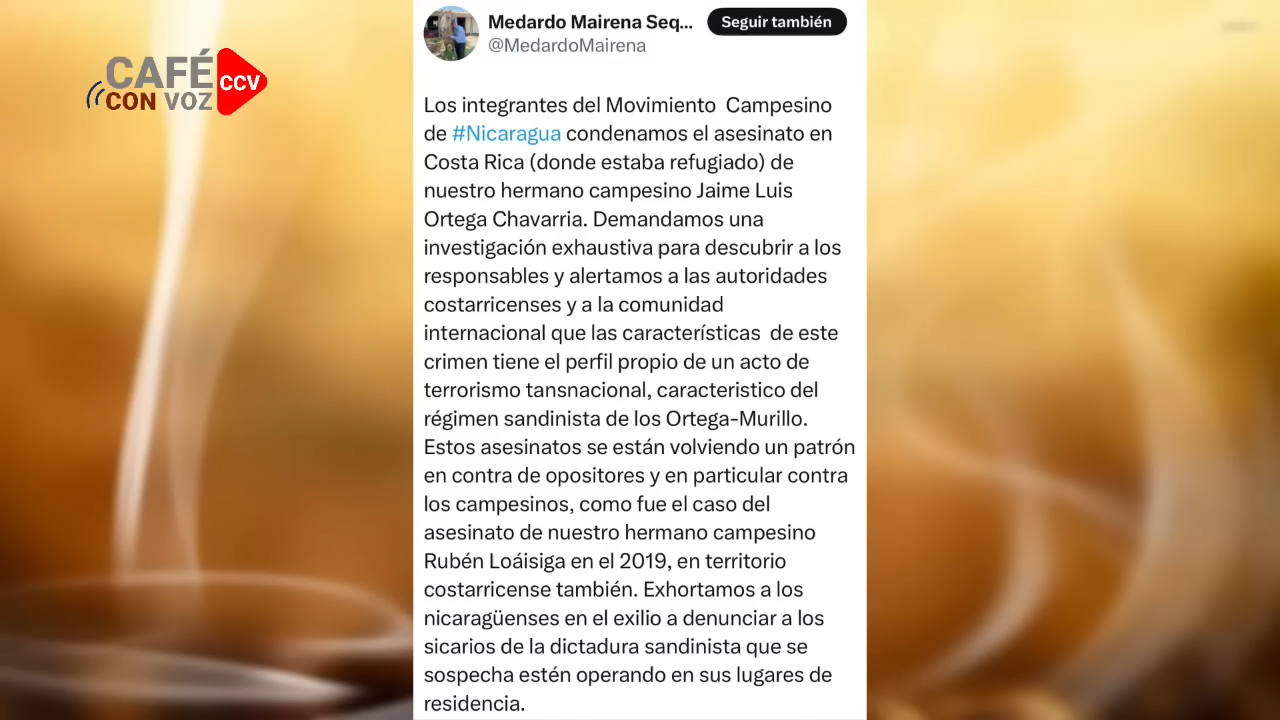 CAFÉ
CON VOZ
CCV
Medardo Mairena Seq...
Seguir también
@MedardoMairena
Los integrantes del Movimiento  Campesino
de #Nicaragua condenamos el asesinato en
Costa Rica (donde estaba refugiado) de
nuestro hermano campesino Jaime Luis
Ortega Chavarria. Demandamos una
investigación exhaustiva para descubrir a los
responsables y alertamos a las autoridades
costarricenses y a la comunidad
internacional que las características  de este
crimen tiene el perfil propio de un acto de
terrorismo tansnacional, caracteristico del
régimen sandinista de los Ortega-Murillo.
Estos asesinatos se están volviendo un patrón
en contra de opositores y en particular contra
los campesinos, como fue el caso del
asesinato de nuestro hermano campesino
Rubén Loáisiga en el 2019, en territorio
costarricense también. Exhortamos a los
nicaragüenses en el exilio a denunciar a los
sicarios de la dictadura sandinista que se
sospecha estén operando en sus lugares de
residencia.